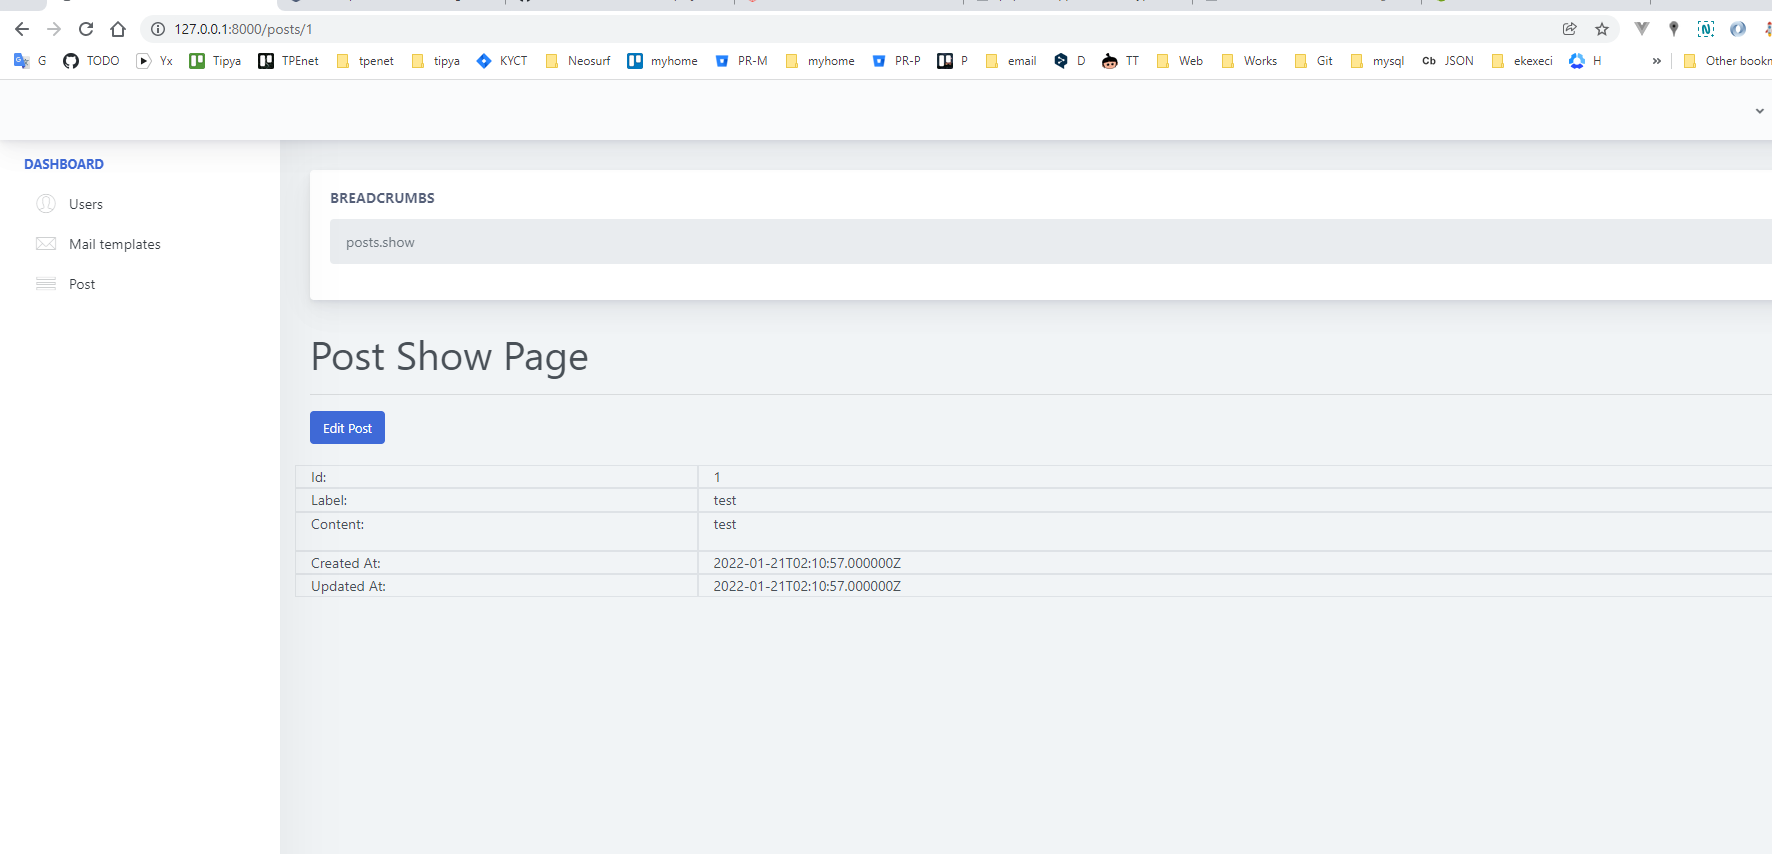 127.0.0.1:8000/posts/1
G TODO Yx Tipya TPEnet tpenet tipya KYCT Neosurf myhome PR-M myhome PR-P P email D TT Web Works Git mysql Cb JSON ekexeci H » Other bookm
DASHBOARD
Users
Mail templates
Post
BREADCRUMBS
posts.show
Post Show Page
Edit Post
Id: 1
Label: test
Content: test
Created At: 2022-01-21T02:10:57.000000Z
Updated At: 2022-01-21T02:10:57.000000Z